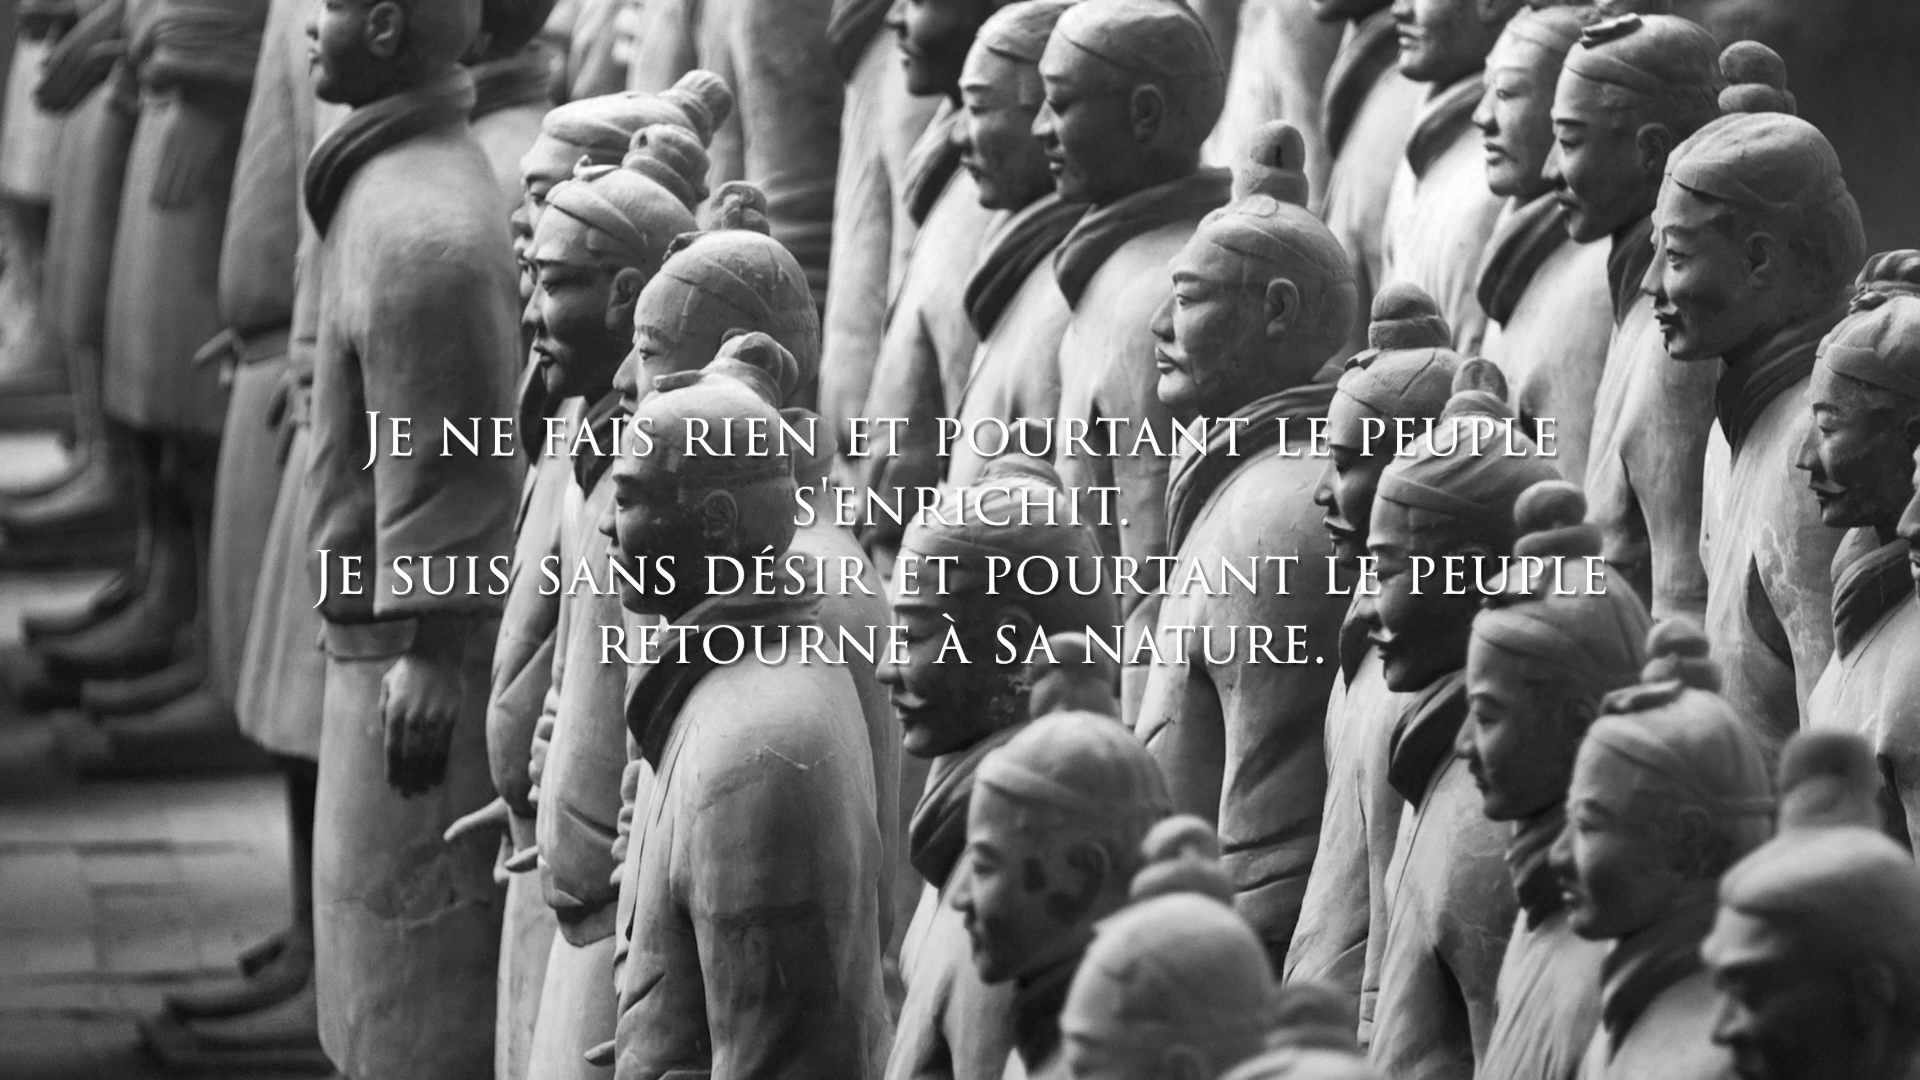 Je ne fais rien et pourtant le peuple
s'enrichit.
Je suis sans désir et pourtant le peuple
retourne à sa nature.